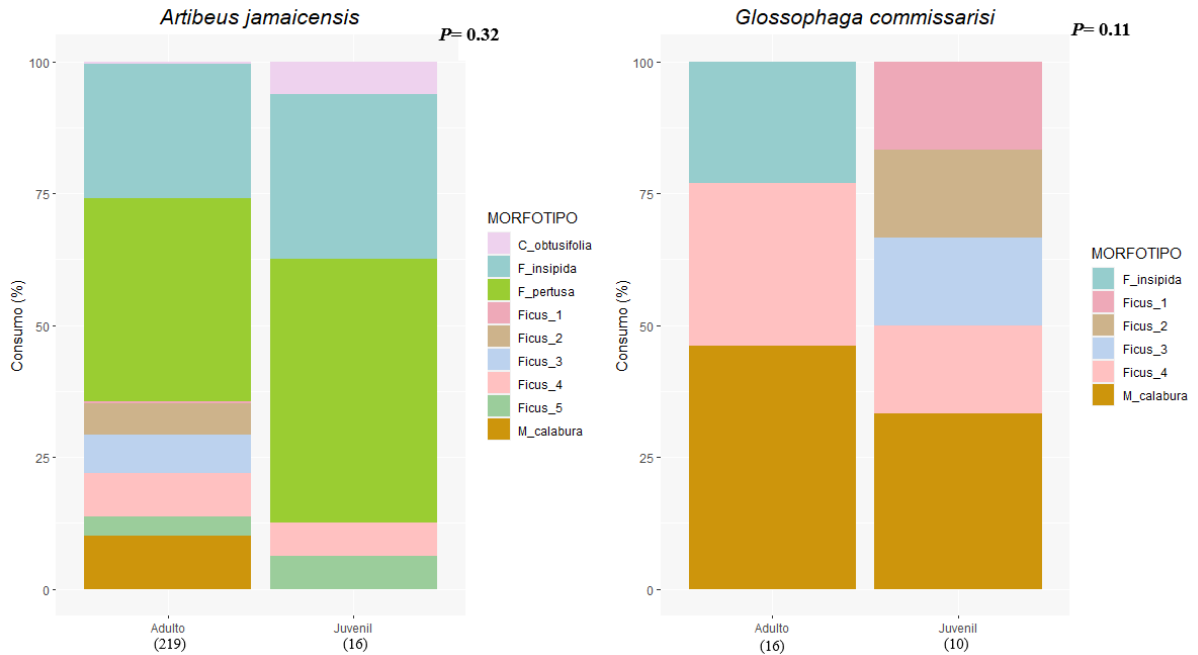 Artibeus jamaicensis
P= 0.32
Consumo (%)
100
75
50
25
0
Adulto
(219)
Juvenil
(16)
MORFOTIPO
C_obtusifolia
F_insipida
F_pertusa
Ficus_1
Ficus_2
Ficus_3
Ficus_4
Ficus_5
M_calabura
Glossophaga commissarisi
P= 0.11
Consumo (%)
100
75
50
25
0
Adulto
(16)
Juvenil
(10)
MORFOTIPO
F_insipida
Ficus_1
Ficus_2
Ficus_3
Ficus_4
M_calabura